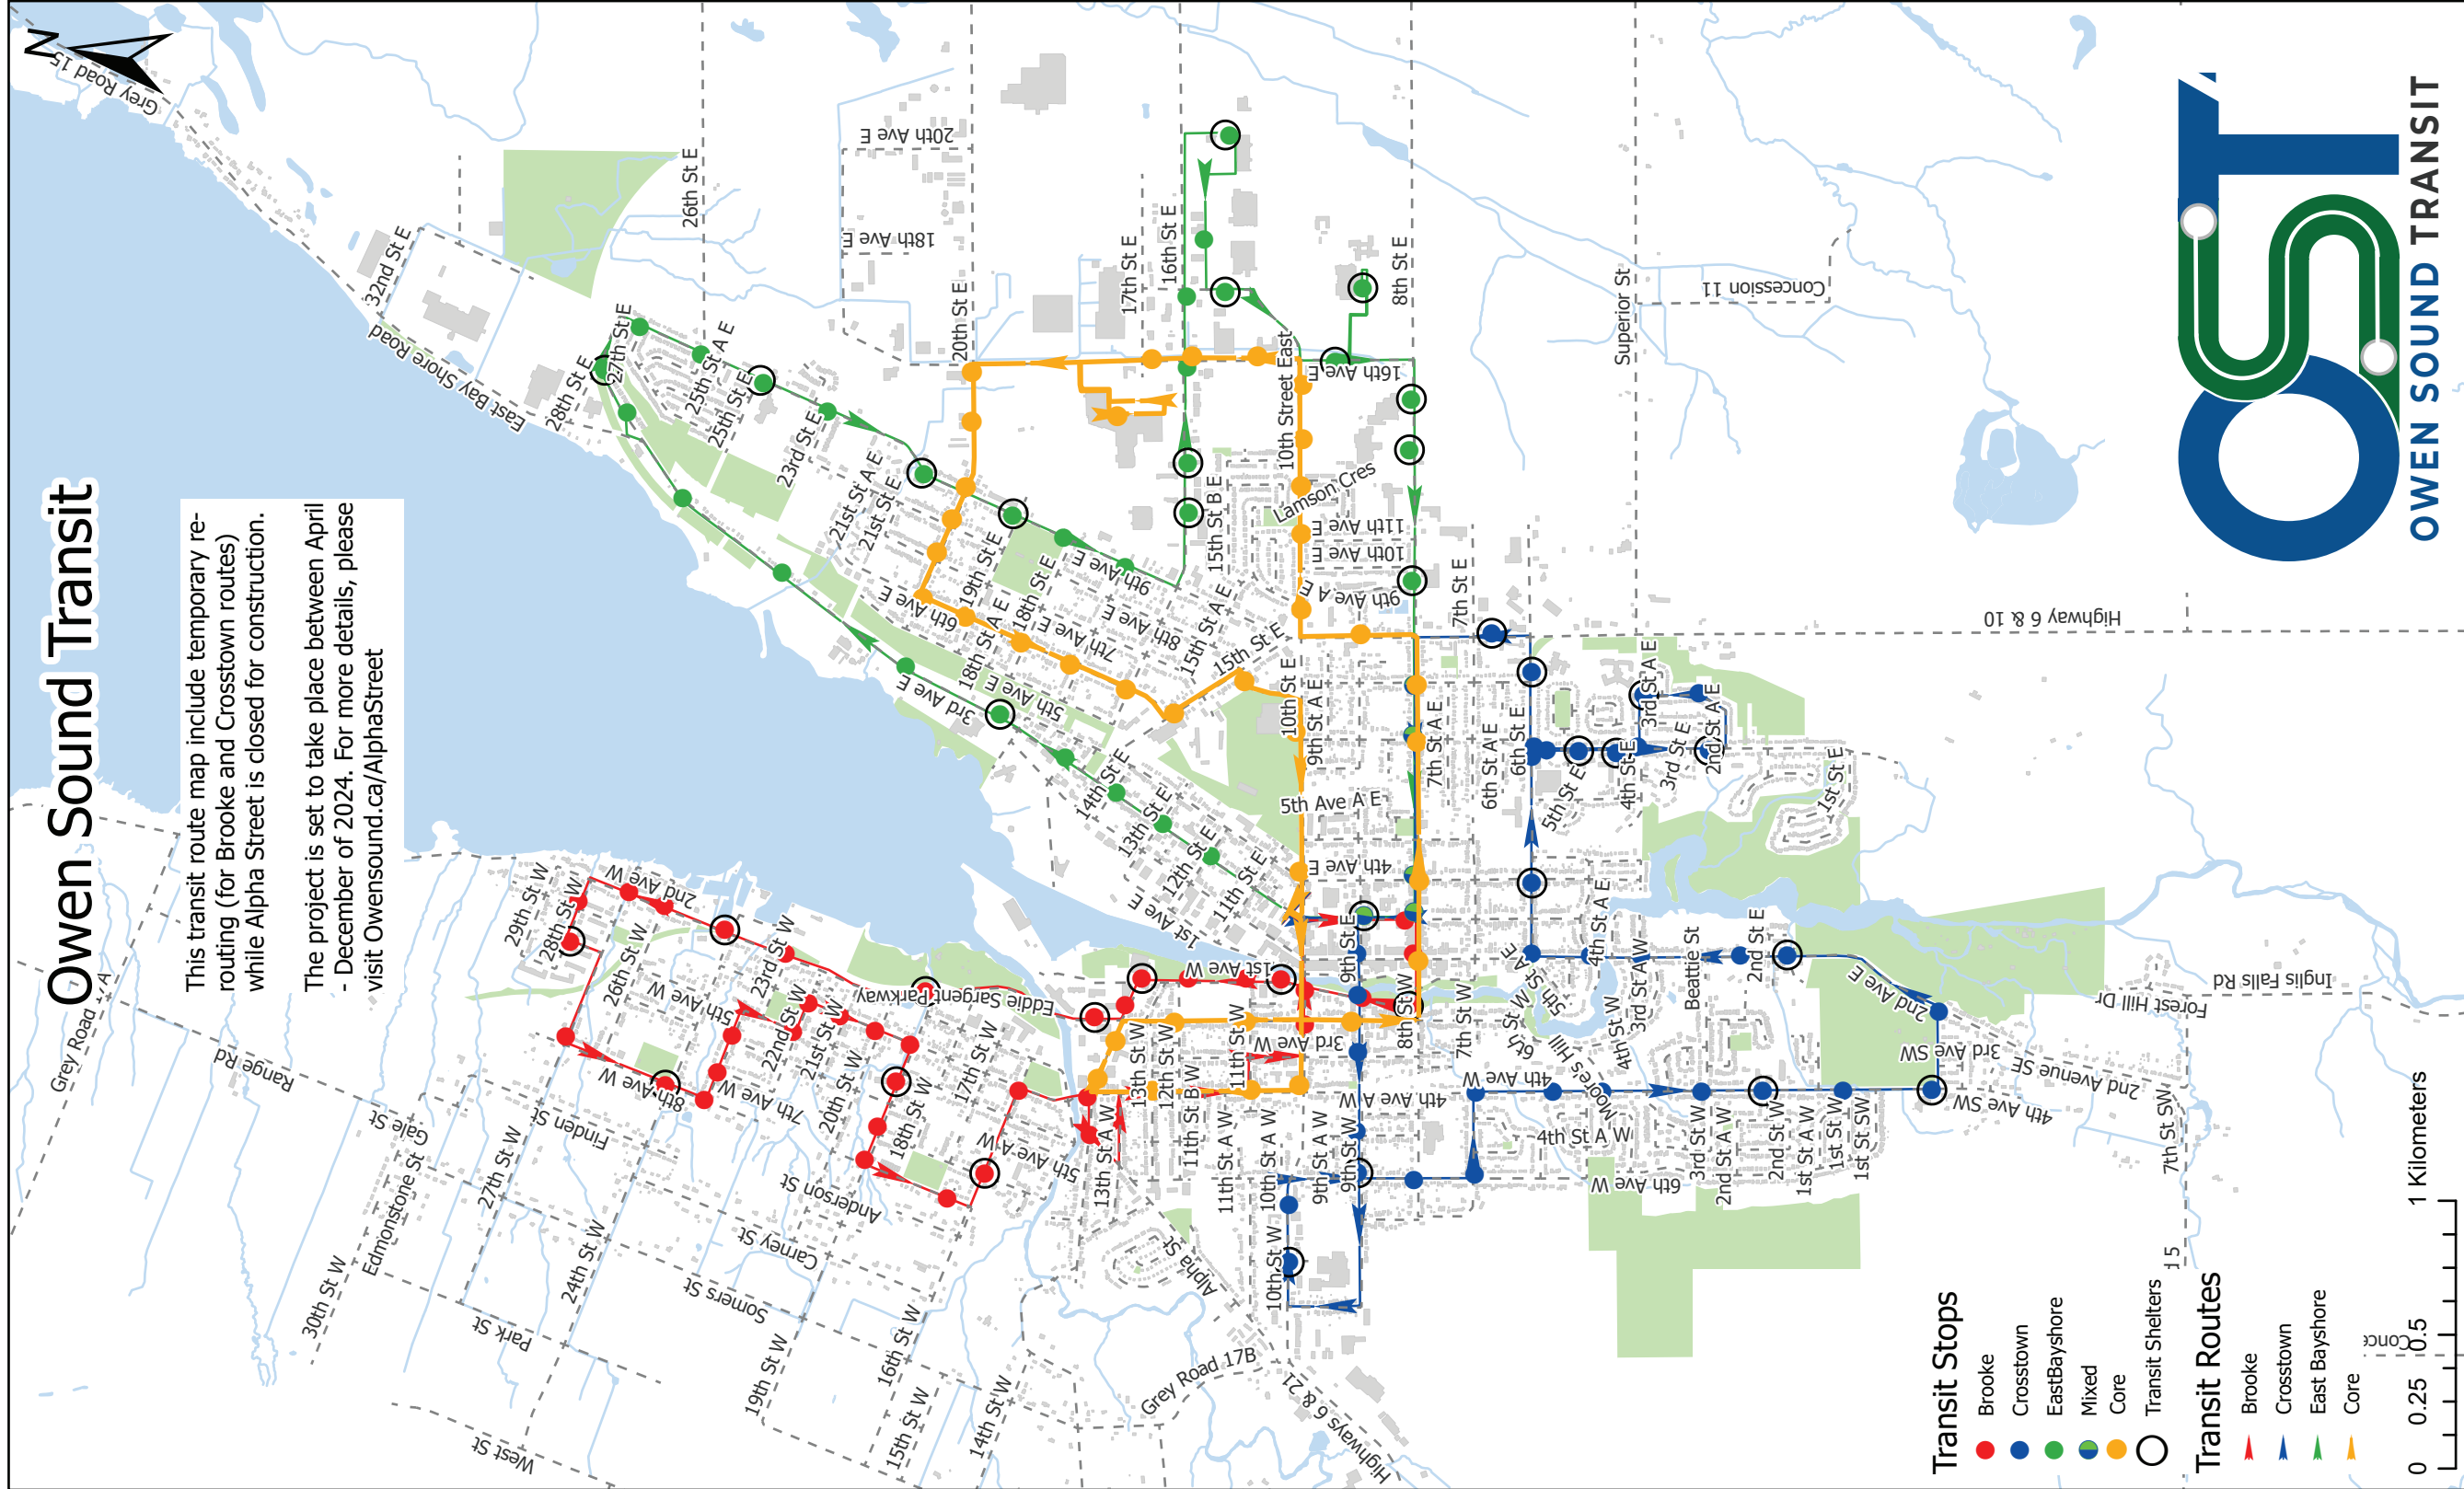 Owen Sound Transit
This transit route map include temporary re-
routing (for Brooke and Crosstown routes)
while Alpha Street is closed for construction.
The project is set to take place between April
- December of 2024. For more details, please
visit Owensound.ca/AlphaStreet
N
Grey Road 15
East Bay Shore Road
32nd St E
28th St E
27th St E
26th St E
25th St A E
25th St E
23rd St E
21st St A E
21st St E
20th St E
20th Ave E
18th Ave E
19th St E
18th St E
18th St A E
17th St E
16th St E
15th St B E
15th St A E
15th St E
14th St E
13th St E
12th St E
11th St E
10th Street East
10th St E
9th St A E
9th St E
8th St E
7th St E
7th St A E
6th St A E
6th St E
5th St E
5th St A E
4th St E
4th St A E
3rd St A E
3rd St E
2nd St A E
2nd St E
1st St E
16th Ave E
11th Ave E
10th Ave E
9th Ave A E
9th Ave E
8th Ave E
7th Ave E
6th Ave E
5th Ave E
5th Ave A E
4th Ave E
3rd Ave E
2nd Ave E
1st Ave E
Lamson Cres
Superior St
Concession 11
Highway 6 & 10
Grey Road 17 A
Range Rd
Gale St
Edmonstone St
Finden St
Anderson St
Carney St
Somers St
Park St
West St
Alpha St
Grey Road 17B
Highways 6 & 21
Eddie Sargent Parkway
30th St W
29th St W
28th St W
27th St W
26th St W
24th St W
23rd St W
22nd St W
21st St W
20th St W
19th St W
18th St W
17th St W
16th St W
15th St W
14th St W
13th St W
13th St A W
12th St W
11th St B W
11th St W
11th St A W
10th St A W
10th St W
9th St A W
9th St W
8th St W
7th St W
6th St W
5th St
4th St W
4th St A W
3rd St A W
3rd St W
2nd St A W
2nd St W
1st St A W
1st St W
1st St SW
7th St SW
8th Ave W
7th Ave W
6th Ave W
5th Ave W
5th Ave A W
4th Ave W
4th Ave A W
3rd Ave W
2nd Ave W
1st Ave W
Moore's Hill
Beattie St
4th Ave SW
3rd Ave SW
2nd Avenue SE
Forest Hill Dr
Inglis Falls Rd
d 5
Conce
Transit Stops
Brooke
Crosstown
EastBayshore
Mixed
Core
Transit Shelters
Transit Routes
Brooke
Crosstown
East Bayshore
Core
0 0.25 0.5 1 Kilometers
OST
OWEN SOUND TRANSIT